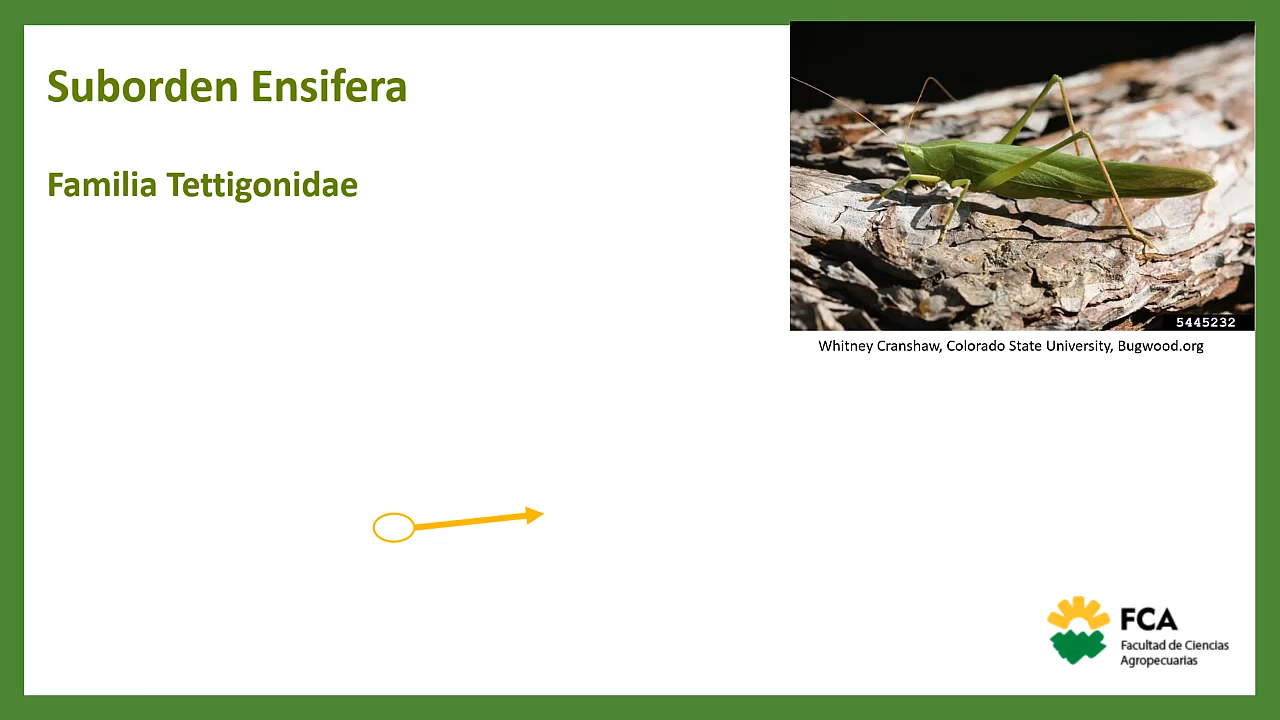 Suborden Ensifera
Familia Tettigonidae
5445232
Whitney Cranshaw, Colorado State University, Bugwood.org
FCA
Facultad de Ciencias
Agropecuarias